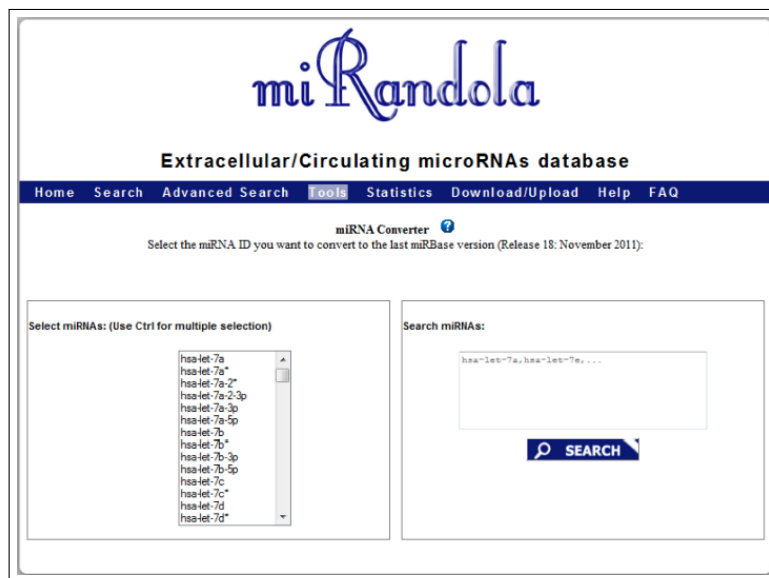 miRandola
Extracellular/Circulating microRNAs database
Home Search Advanced Search Tools Statistics Download/Upload Help FAQ
miRNA Converter ?
Select the miRNA ID you want to convert to the last miRBase version (Release 18: November 2011):
Select miRNAs: (Use Ctrl for multiple selection)
hsa-let-7a
hsa-let-7a*
hsa-let-7a-2*
hsa-let-7a-2-3p
hsa-let-7a-3p
hsa-let-7a-5p
hsa-let-7b
hsa-let-7b*
hsa-let-7b-3p
hsa-let-7b-5p
hsa-let-7c
hsa-let-7c*
hsa-let-7d
hsa-let-7d*
Search miRNAs:
hsa-let-7a,hsa-let-7e,...
SEARCH